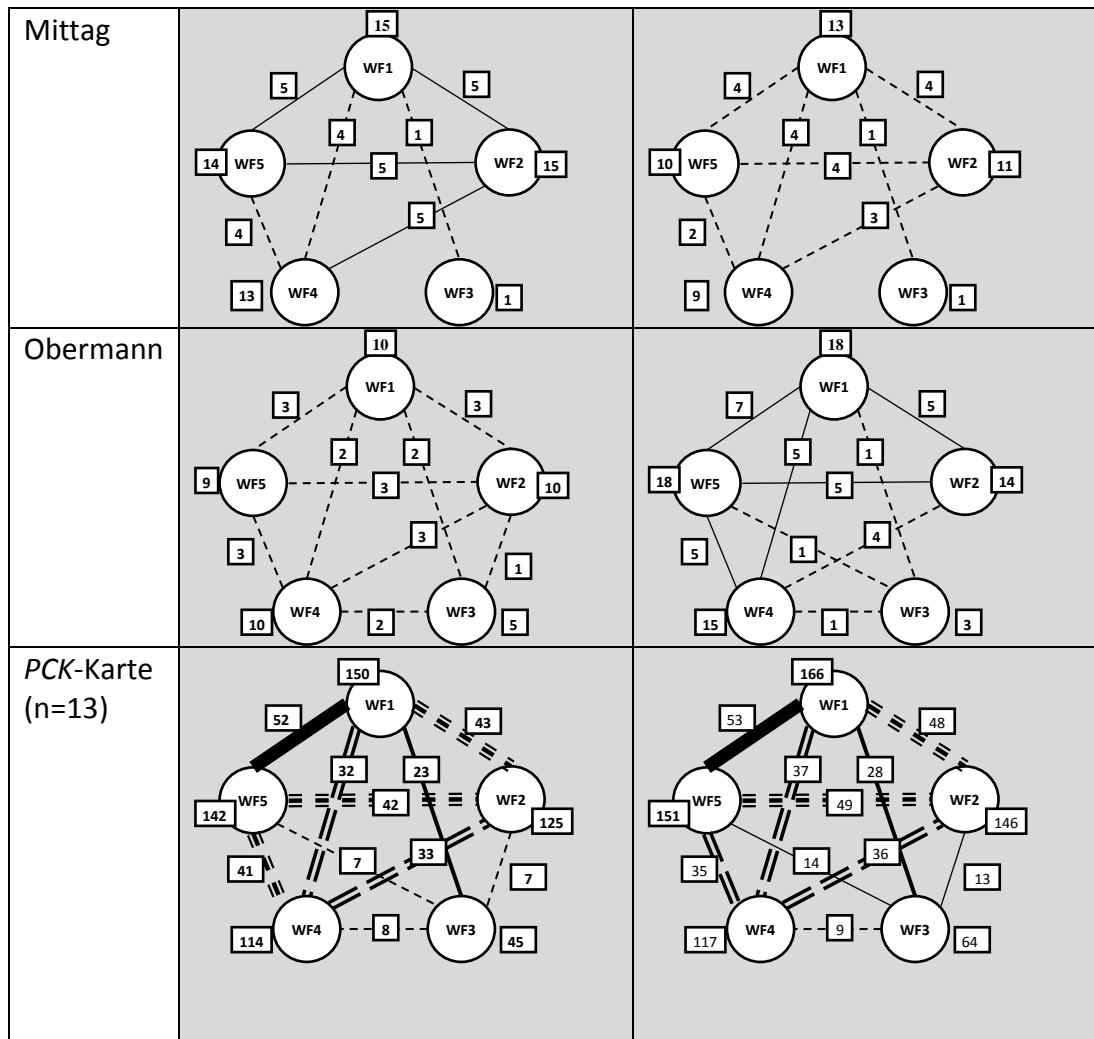 Mittag
15
WF1
5
5
4
1
14
WF5
5
WF2
15
5
4
13
WF4
WF3
1
13
WF1
4
4
4
1
10
WF5
4
WF2
11
3
2
9
WF4
WF3
1
Obermann
10
WF1
3
3
2
2
9
WF5
3
WF2
10
3
3
1
10
WF4
2
WF3
5
18
WF1
7
5
5
1
18
WF5
5
WF2
14
4
5
1
15
WF4
1
WF3
3
PCK-Karte
(n=13)
150
WF1
52
43
32
23
WF5
142
42
WF2
125
41
7
33
7
114
WF4
8
WF3
45
166
WF1
53
48
37
28
WF5
151
49
WF2
146
35
14
36
13
117
WF4
9
WF3
64